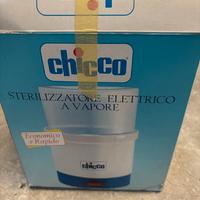 chicco
STERILIZZATORE ELETTRICO
A VAPORE
Economico
e Rapido
chicco